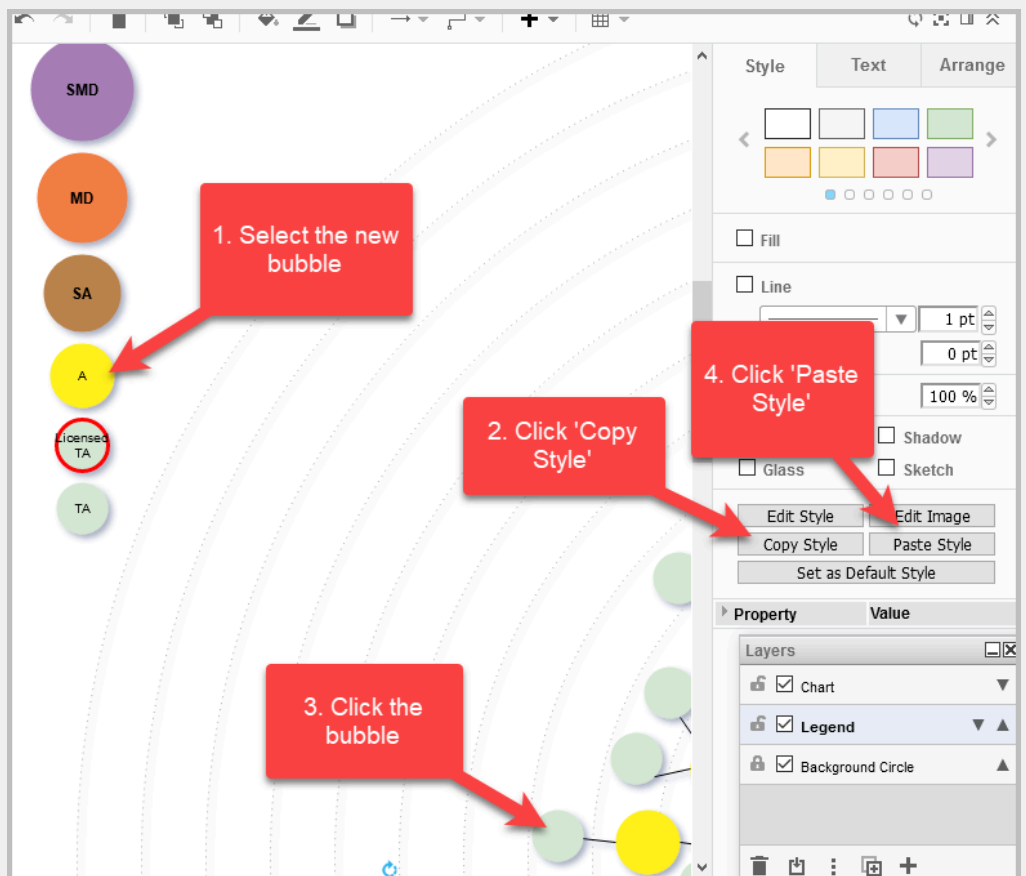 Style
Text
Arrange
SMD
MD
SA
A
Licensed
TA
TA
1. Select the new
bubble
Fill
Line
1 pt
0 pt
100 %
4. Click 'Paste
Style'
2. Click 'Copy
Style'
Shadow
Glass
Sketch
Edit Style
Edit Image
Copy Style
Paste Style
Set as Default Style
Property
Value
Layers
Chart
Legend
Background Circle
3. Click the
bubble